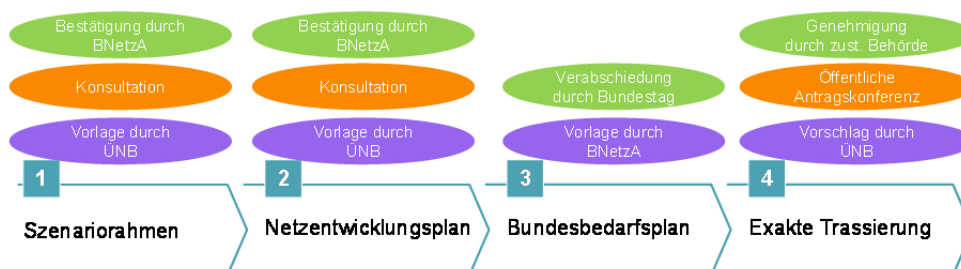 Bestätigung durch
BNetzA
Konsultation
Vorlage durch
ÜNB
1
Szenariorahmen
Bestätigung durch
BNetzA
Konsultation
Vorlage durch
ÜNB
2
Netzentwicklungsplan
Verabschiedung
durch Bundestag
Vorlage durch
BNetzA
3
Bundesbedarfsplan
Genehmigung
durch zust. Behörde
Öffentliche
Antragskonferenz
Vorschlag durch
ÜNB
4
Exakte Trassierung